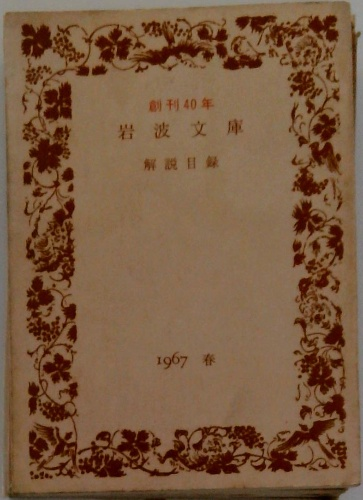 創刊40年
岩波文庫
解説目録
1967 春